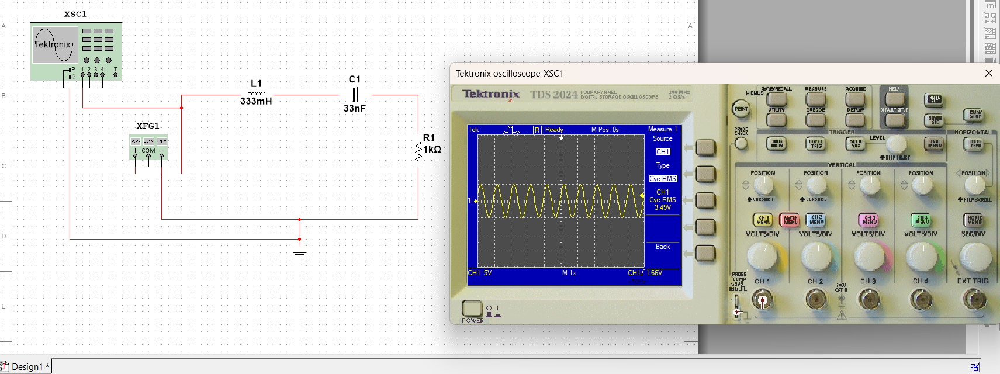 XSC1
Tektronix
P
G
1 2 3 4 T
A
B
C
D
E
A
L1
333mH
C1
33nF
R1
1kΩ
XFG1
+ COM −
Design1 *
Tektronix oscilloscope-XSC1
Tektronix TDS 2024 FOUR CHANNEL
DIGITAL STORAGE OSCILLOSCOPE
200 MHz
2 GS/s
Tek R Ready M Pos: 0s Measure 1
Source
CH1
Type
Cyc RMS
CH1
Cyc RMS
3.49V
Back
1
CH1 5V M 1s CH1 1.66V
POWER
MENUS
SAVE/RECALL MEASURE ACQUIRE HELP
AUTO SET
PRINT
UTILITY CURSOR DISPLAY DEFAULT SETUP
SINGLE SEQ
RUN/STOP
PROBE CHECK
TRIGGER
TRIG VIEW
FORCE TRIG
SET TO 50%
LEVEL
USER SELECT
TRIG MENU
HORIZONTAL
SET TO ZERO
VERTICAL
POSITION POSITION POSITION POSITION POSITION
CURSOR 1 CURSOR 2 HELP SCROLL
CH 1 MENU
MATH MENU
CH 2 MENU
CH 3 MENU
CH 4 MENU
HORIZ MENU
VOLTS/DIV VOLTS/DIV VOLTS/DIV VOLTS/DIV SEC/DIV
PROBE COMP
~5V@
1kHz
CH 1 CH 2 CH 3 CH 4 EXT TRIG
300V
CAT II